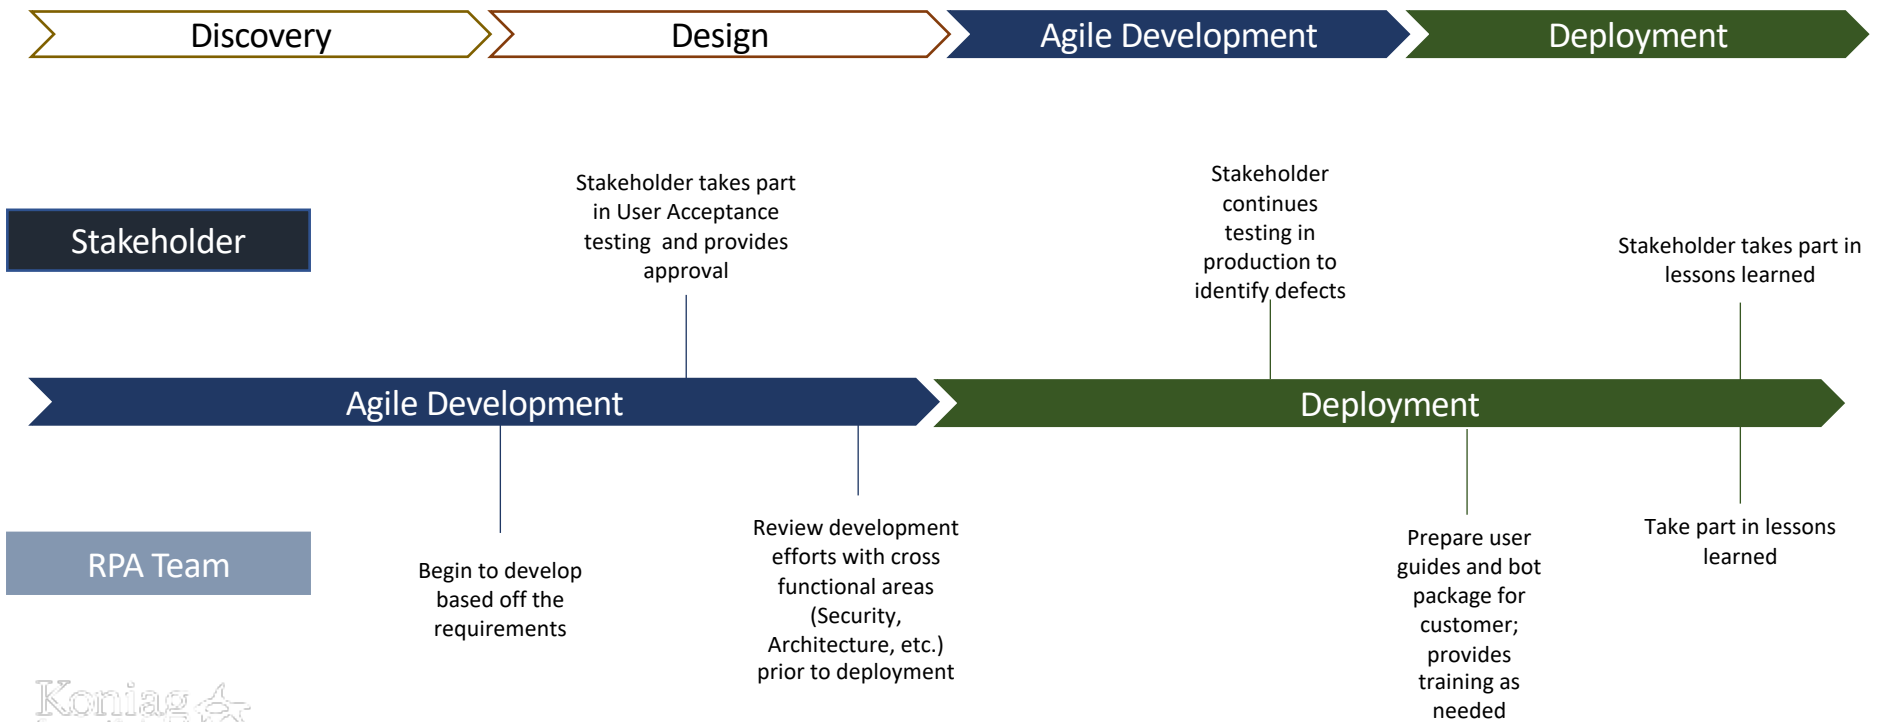 Discovery
Design
Agile Development
Deployment
Stakeholder
Stakeholder takes part
in User Acceptance
testing and provides
approval
Stakeholder
continues
testing in
production to
identify defects
Stakeholder takes part in
lessons learned
Agile Development
Deployment
RPA Team
Begin to develop
based off the
requirements
Review development
efforts with cross
functional areas
(Security,
Architecture, etc.)
prior to deployment
Prepare user
guides and bot
package for
customer;
provides
training as
needed
Take part in lessons
learned
Koniag